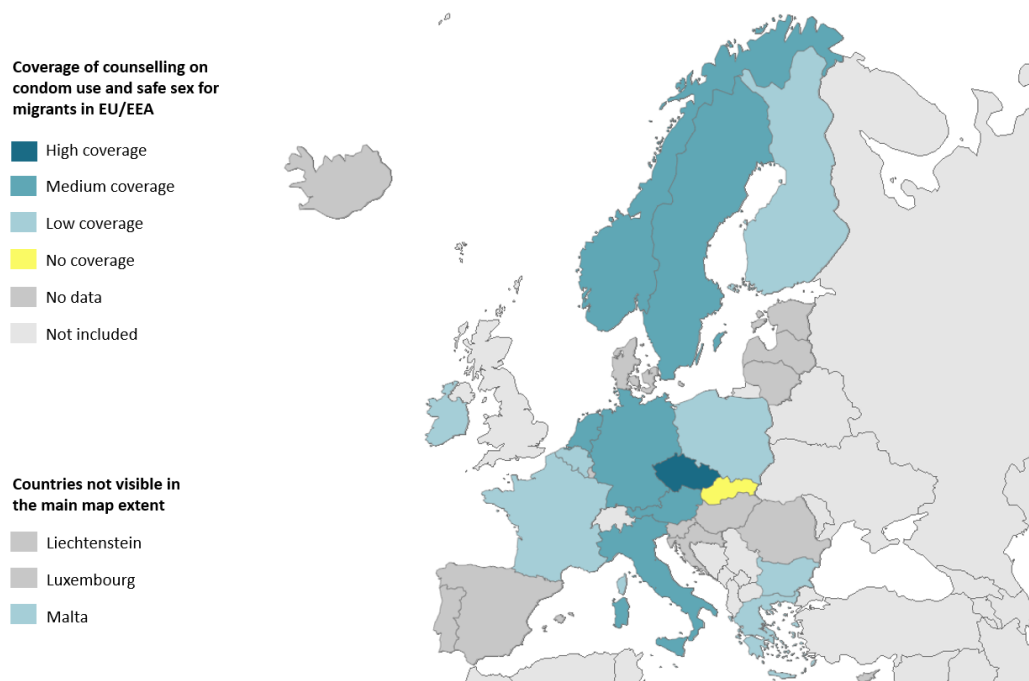 Coverage of counselling on
condom use and safe sex for
migrants in EU/EEA
High coverage
Medium coverage
Low coverage
No coverage
No data
Not included
Countries not visible in
the main map extent
Liechtenstein
Luxembourg
Malta